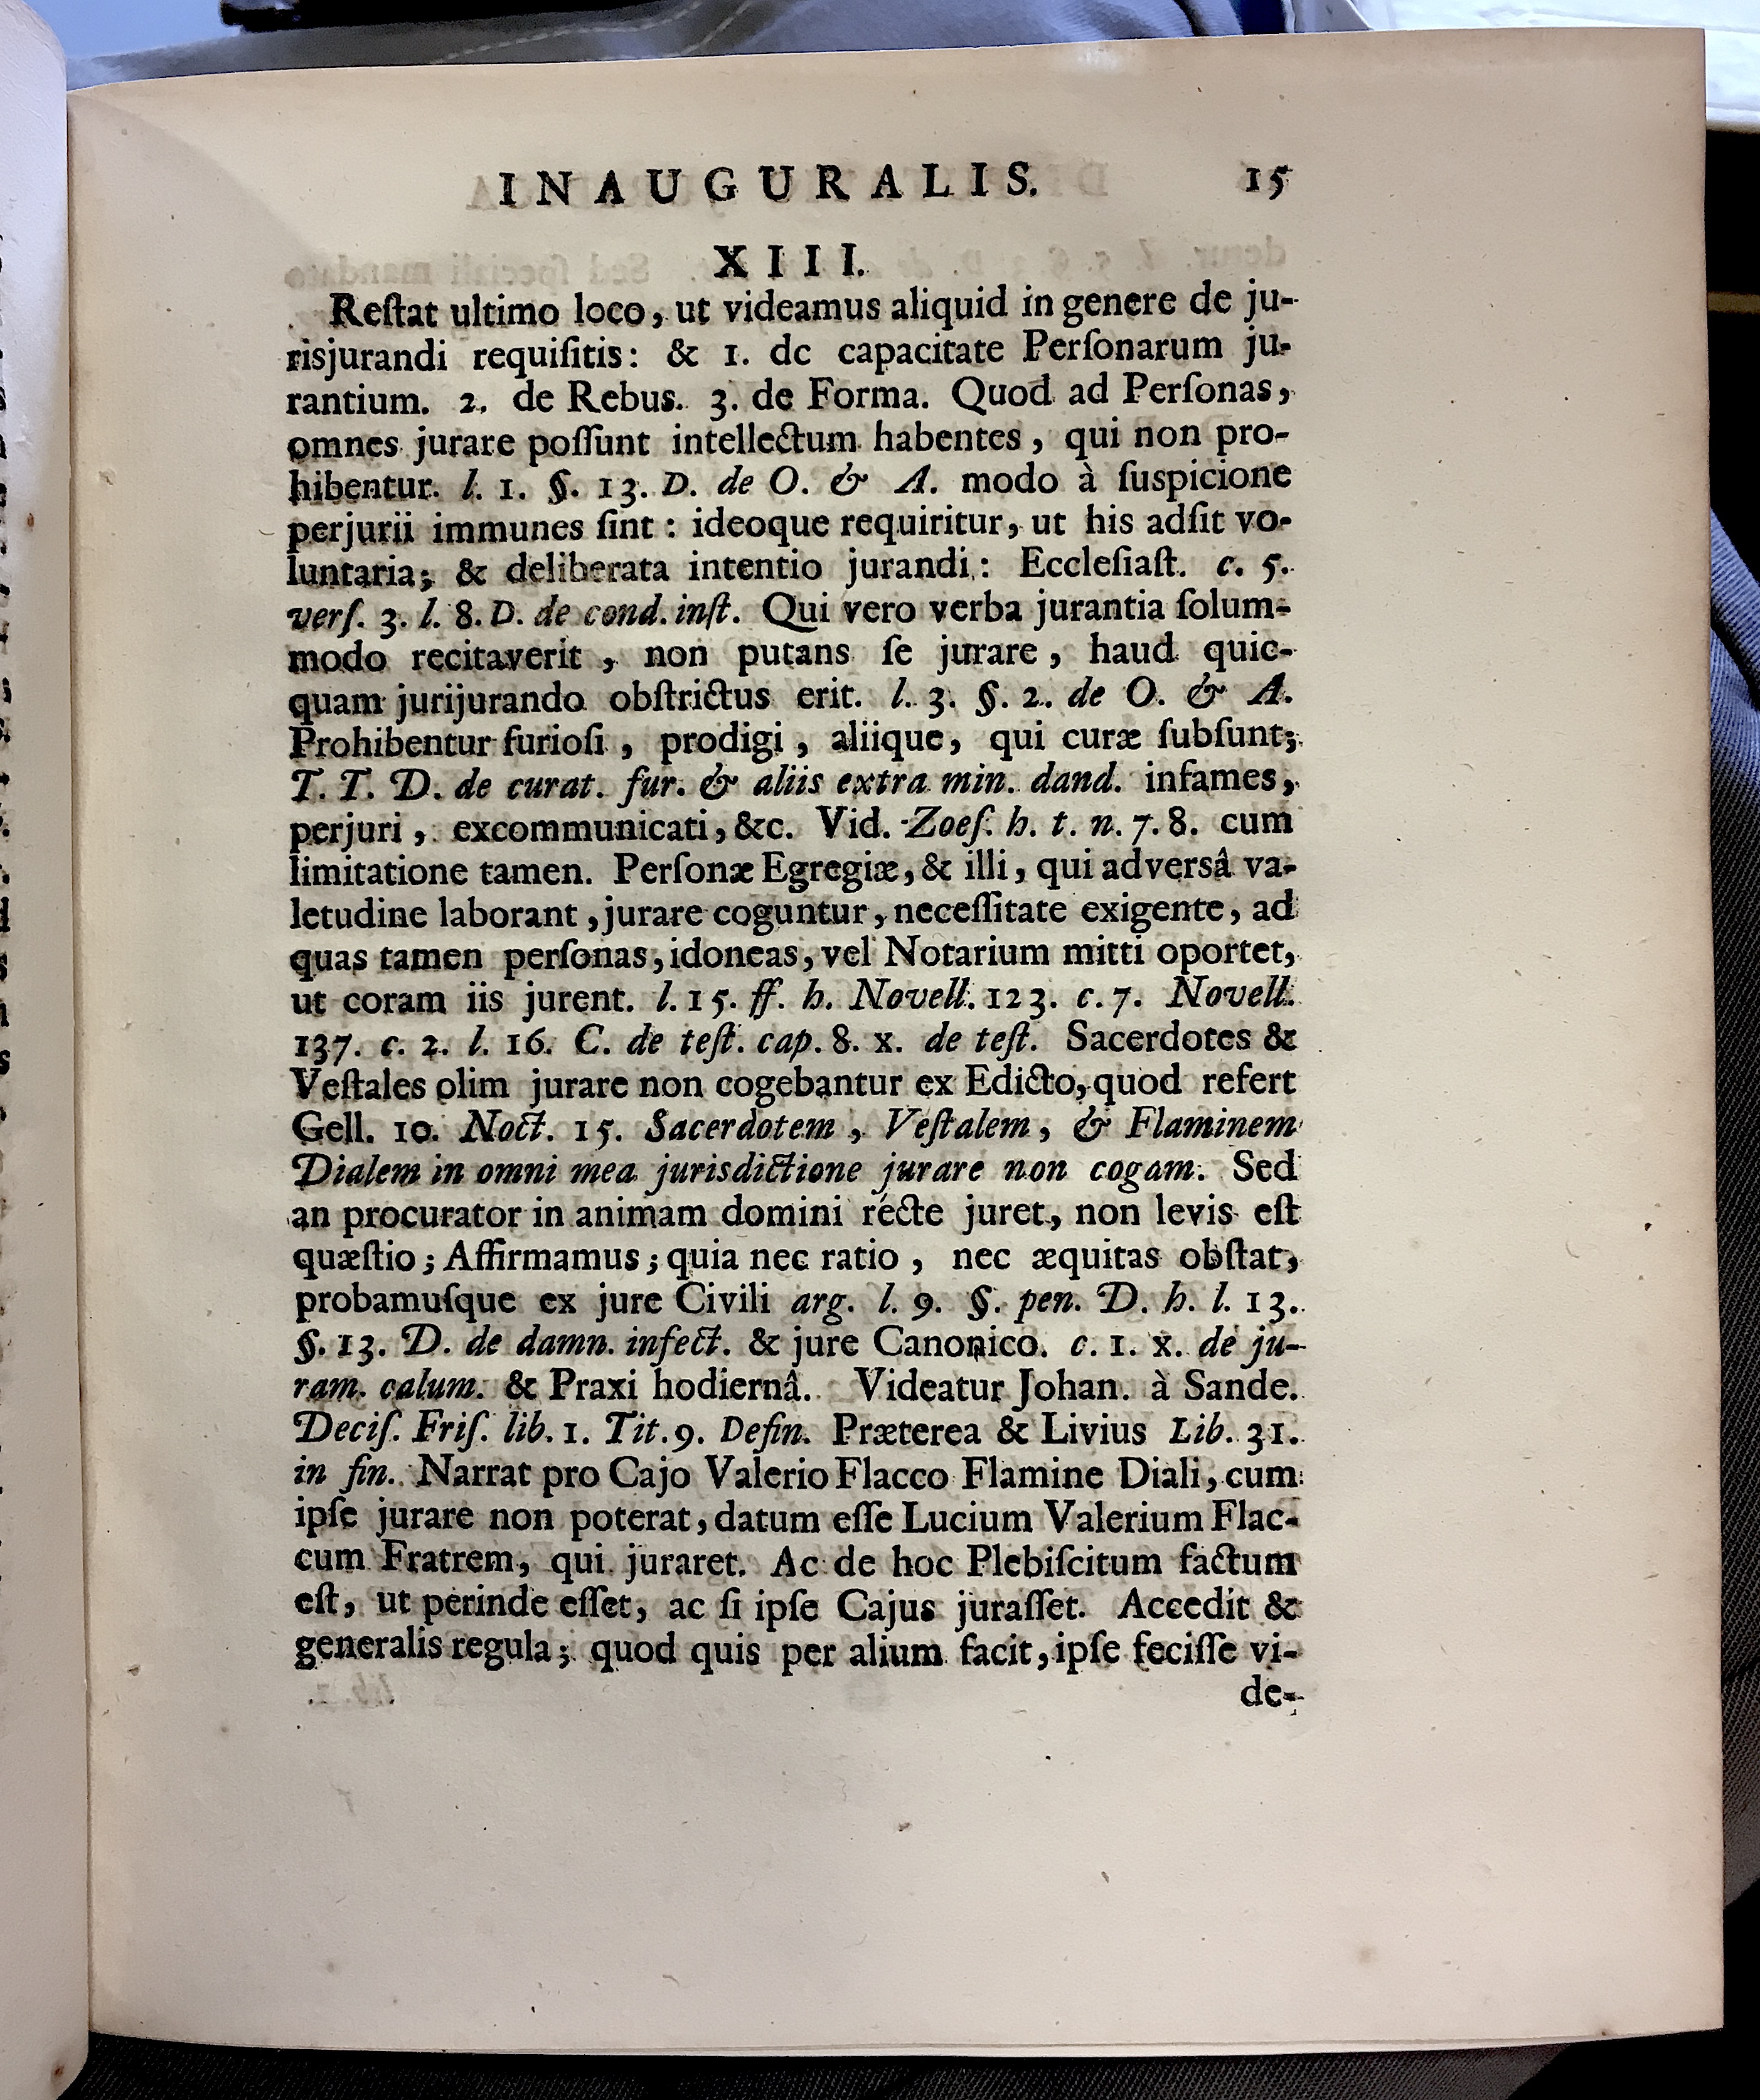 INAUGURALIS. 15
XIII.
Reſtat ultimo loco, ut videamus aliquid in genere de ju-
risjurandi requiſitis: & 1. de capacitate Perſonarum ju-
rantium. 2. de Rebus. 3. de Forma. Quod ad Perſonas,
omnes jurare poſſunt intellectum habentes, qui non pro-
hibentur. l. 1. §. 13. D. de O. & A. modo à ſuspicione
perjurii immunes ſint: ideoque requiritur, ut his adſit vo-
luntaria; & deliberata intentio jurandi: Eccleſiaſt. c. 5.
verſ. 3. l. 8. D. de cond. inſt. Qui vero verba jurantia ſolum-
modo recitaverit, non putans ſe jurare, haud quic-
quam jurijurando obſtrictus erit. l. 3. §. 2. de O. & A.
Prohibentur furioſi, prodigi, aliique, qui curæ ſubſunt;
T. T. D. de curat. fur. & aliis extra min. dand. infames,
perjuri, excommunicati, &c. Vid. Zoeſ. h. t. n. 7. 8. cum
limitatione tamen. Perſonæ Egregiæ, & illi, qui adversâ va-
letudine laborant, jurare coguntur, neceſſitate exigente, ad
quas tamen perſonas, idoneas, vel Notarium mitti oportet,
ut coram iis jurent. l. 15. ff. h. Novell. 123. c. 7. Novell.
137. c. 2. l. 16. C. de teſt. cap. 8. x. de teſt. Sacerdotes &
Veſtales olim jurare non cogebantur ex Edicto, quod refert
Gell. 10. Noct. 15. Sacerdotem, Veſtalem, & Flaminem
Dialem in omni mea jurisdictione jurare non cogam. Sed
an procurator in animam domini récte juret, non levis eſt
quæſtio; Affirmamus; quia nec ratio, nec æquitas obſtat,
probamuſque ex jure Civili arg. l. 9. §. pen. D. h. l. 13.
§. 13. D. de damn. infect. & jure Canonico. c. 1. x. de ju-
ram. calum. & Praxi hodiernâ. Videatur Johan. à Sande.
Deciſ. Friſ. lib. 1. Tit. 9. Defin. Præterea & Livius Lib. 31.
in fin. Narrat pro Cajo Valerio Flacco Flamine Diali, cum
ipſe jurare non poterat, datum eſſe Lucium Valerium Flac-
cum Fratrem, qui juraret. Ac de hoc Plebiſcitum factum
eſt, ut perinde eſſet, ac ſi ipſe Cajus juraſſet. Accedit &
generalis regula; quod quis per alium facit, ipſe feciſſe vi-
de-